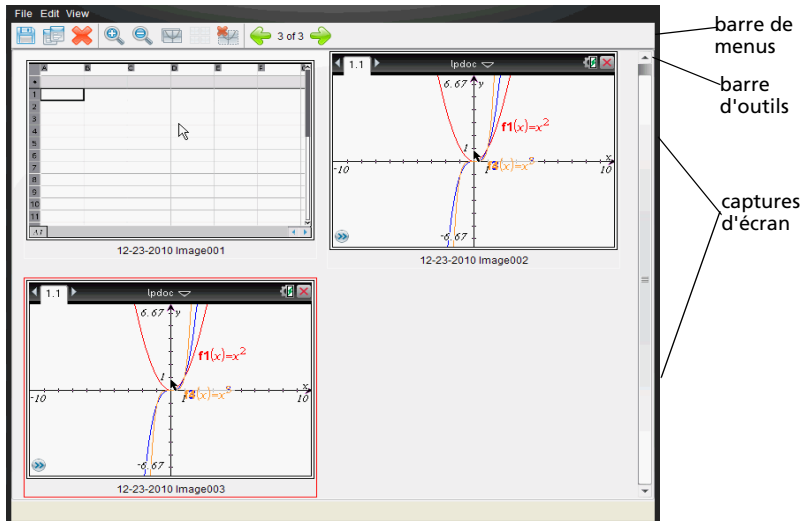 File Edit View
3 of 3
barre de
menus
barre
d'outils
captures
d'écran
A B C D E F
1
2
3
4
5
6
7
8
9
10
11
A1
12-23-2010 Image001
1.1 lpdoc
6.67 y
f1(x)=x²
1
x
-10 1 10
-6.67
12-23-2010 Image002
1.1 lpdoc
6.67 y
f1(x)=x²
1
x
-10 1 10
-6.67
12-23-2010 Image003